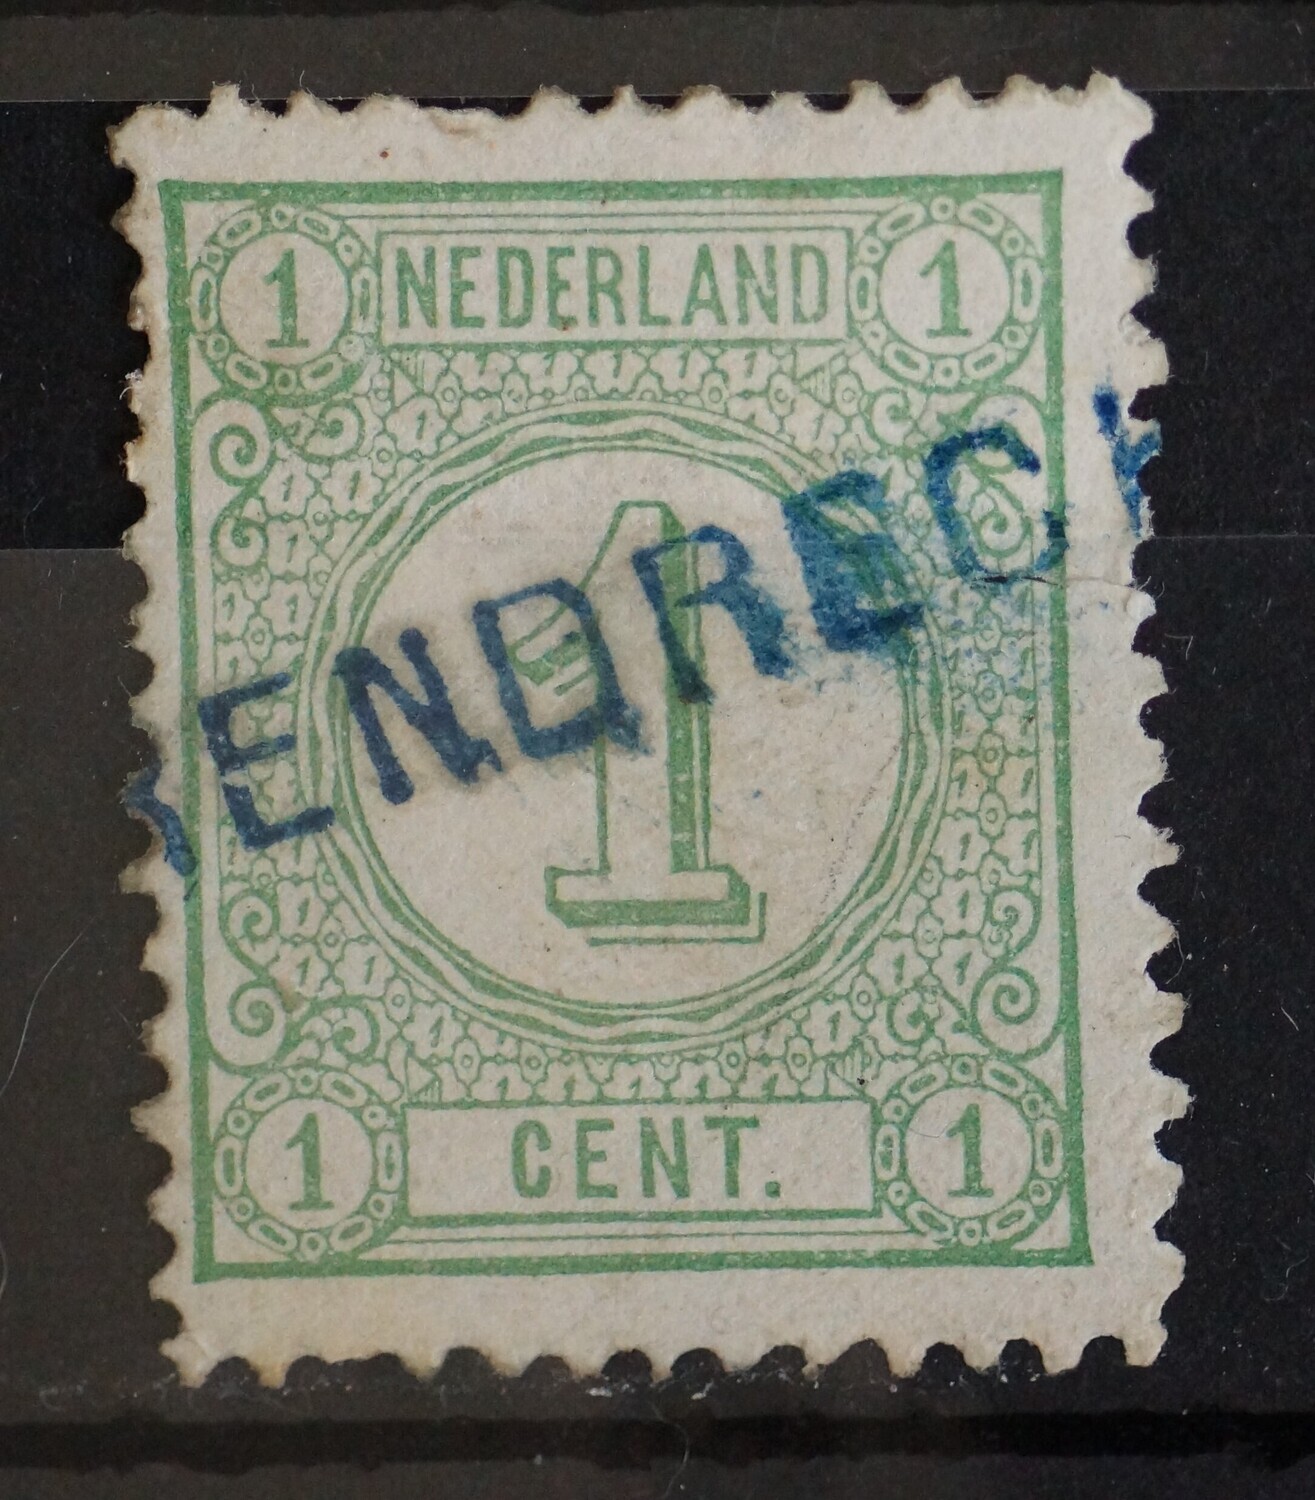 1 NEDERLAND 1
ENDREC
1
1 CENT. 1